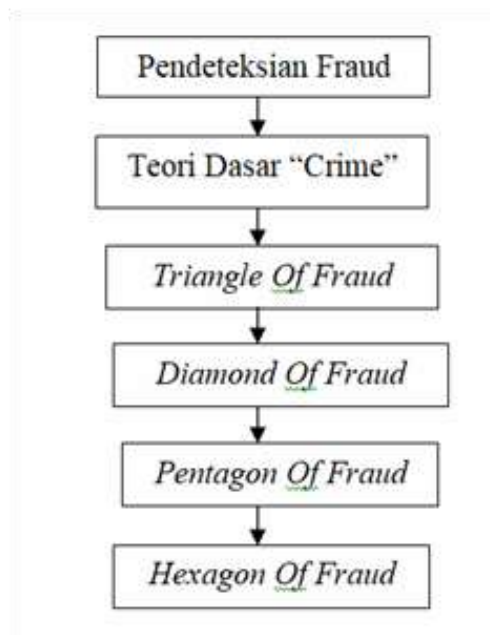 Pendeteksian Fraud
Teori Dasar “Crime”
Triangle Of Fraud
Diamond Of Fraud
Pentagon Of Fraud
Hexagon Of Fraud